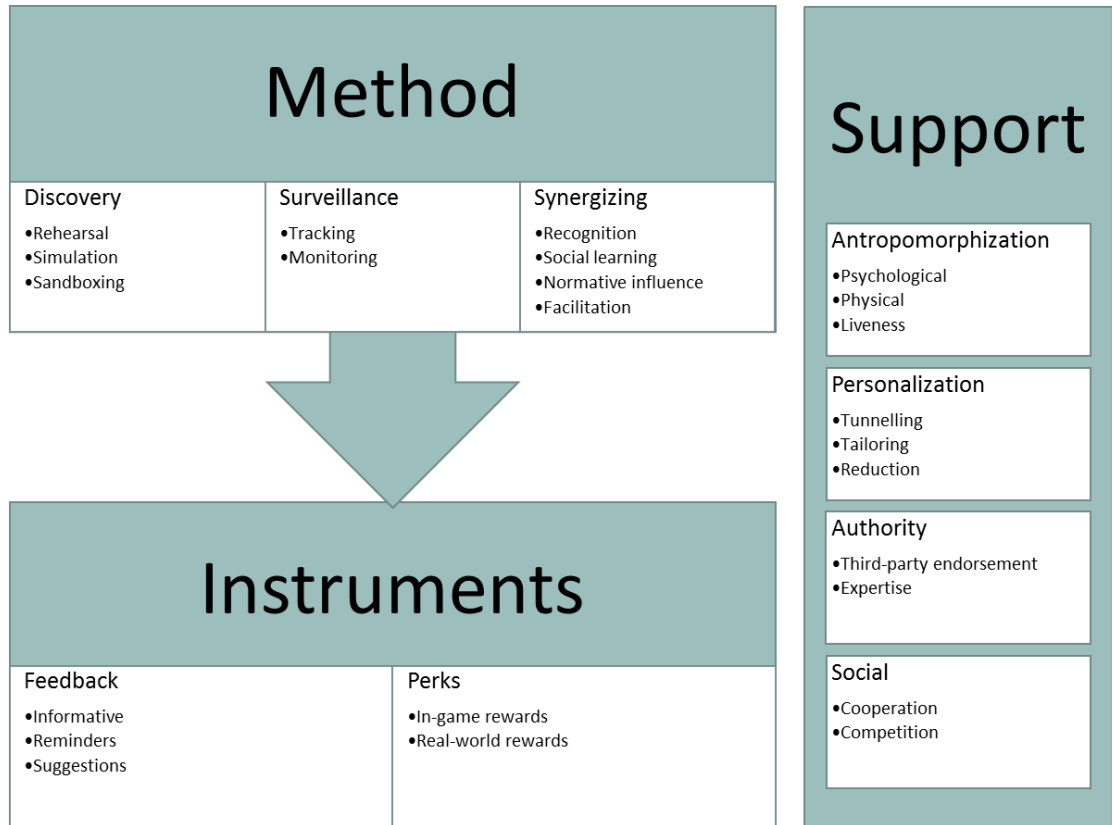 Method
Discovery
•Rehearsal
•Simulation
•Sandboxing
Surveillance
•Tracking
•Monitoring
Synergizing
•Recognition
•Social learning
•Normative influence
•Facilitation
Instruments
Feedback
•Informative
•Reminders
•Suggestions
Perks
•In-game rewards
•Real-world rewards
Support
Antropomorphization
•Psychological
•Physical
•Liveness
Personalization
•Tunnelling
•Tailoring
•Reduction
Authority
•Third-party endorsement
•Expertise
Social
•Cooperation
•Competition